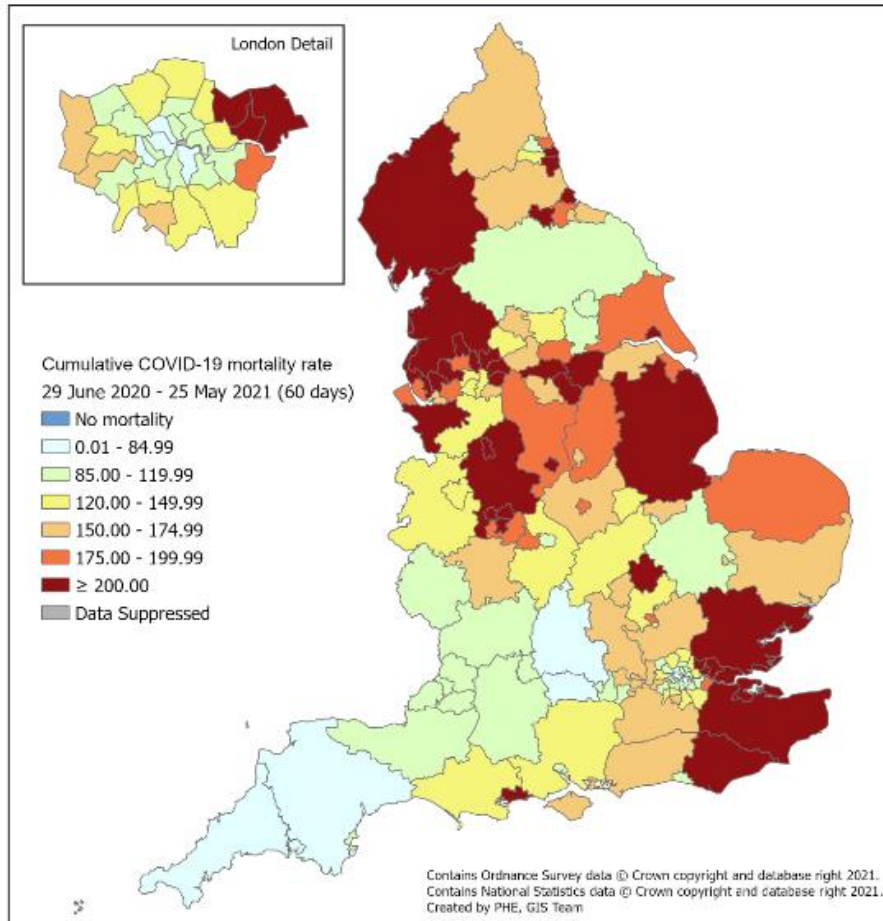 London Detail
Cumulative COVID-19 mortality rate
29 June 2020 - 25 May 2021 (60 days)
No mortality
0.01 - 84.99
85.00 - 119.99
120.00 - 149.99
150.00 - 174.99
175.00 - 199.99
≥ 200.00
Data Suppressed
Contains Ordnance Survey data © Crown copyright and database right 2021.
Contains National Statistics data © Crown copyright and database right 2021.
Created by PHE, GIS Team